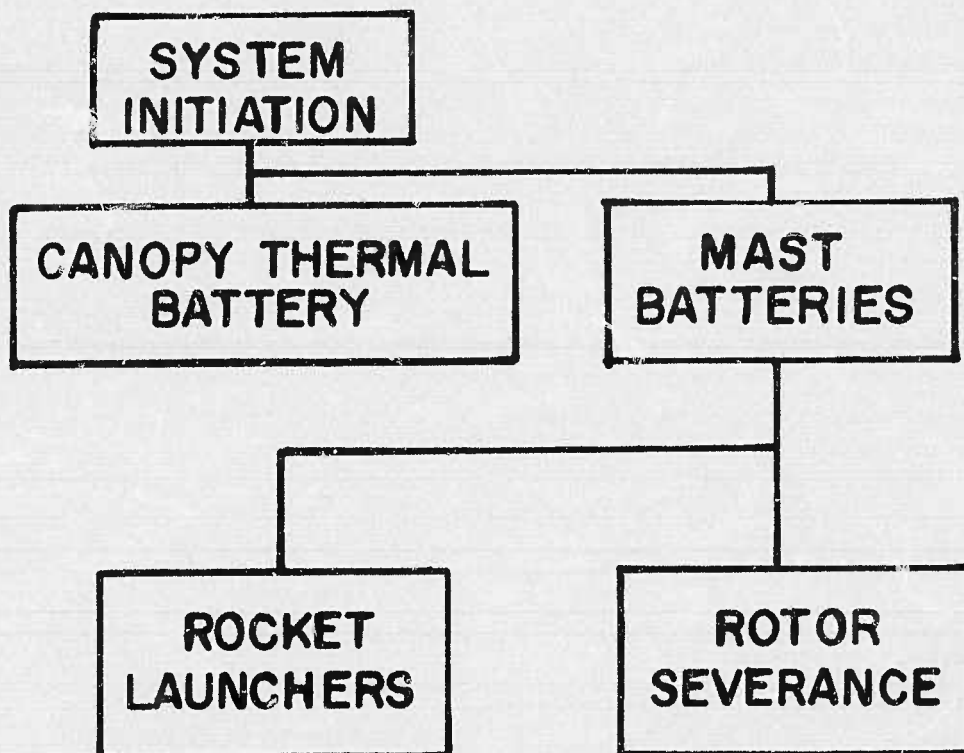 SYSTEM
INITIATION
CANOPY THERMAL
BATTERY
MAST
BATTERIES
ROCKET
LAUNCHERS
ROTOR
SEVERANCE